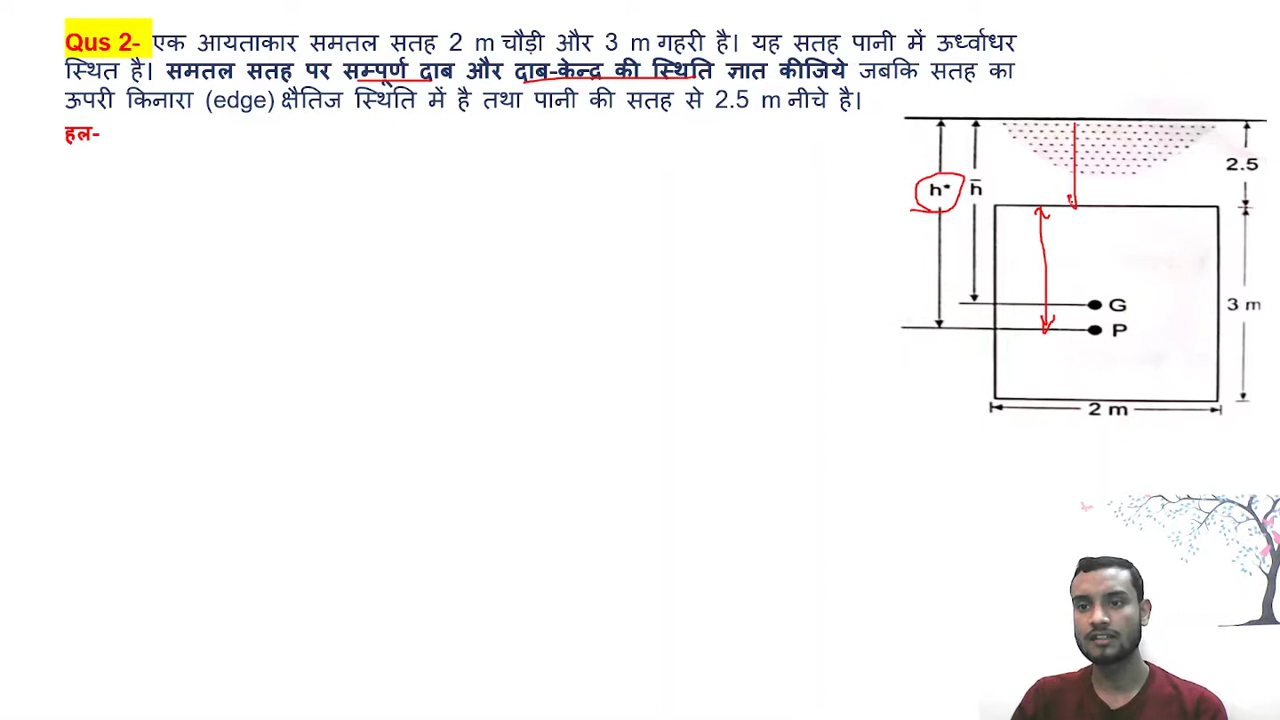 Qus 2- एक आयताकार समतल सतह 2 m चौड़ी और 3 m गहरी है। यह सतह पानी में ऊर्ध्वाधर
स्थित है। समतल सतह पर सम्पूर्ण दाब और दाब-केन्द्र की स्थिति ज्ञात कीजिये जबकि सतह का
ऊपरी किनारा (edge) क्षैतिज स्थिति में है तथा पानी की सतह से 2.5 m नीचे है।
हल-
2.5
h* h̄
G
3 m
P
2 m